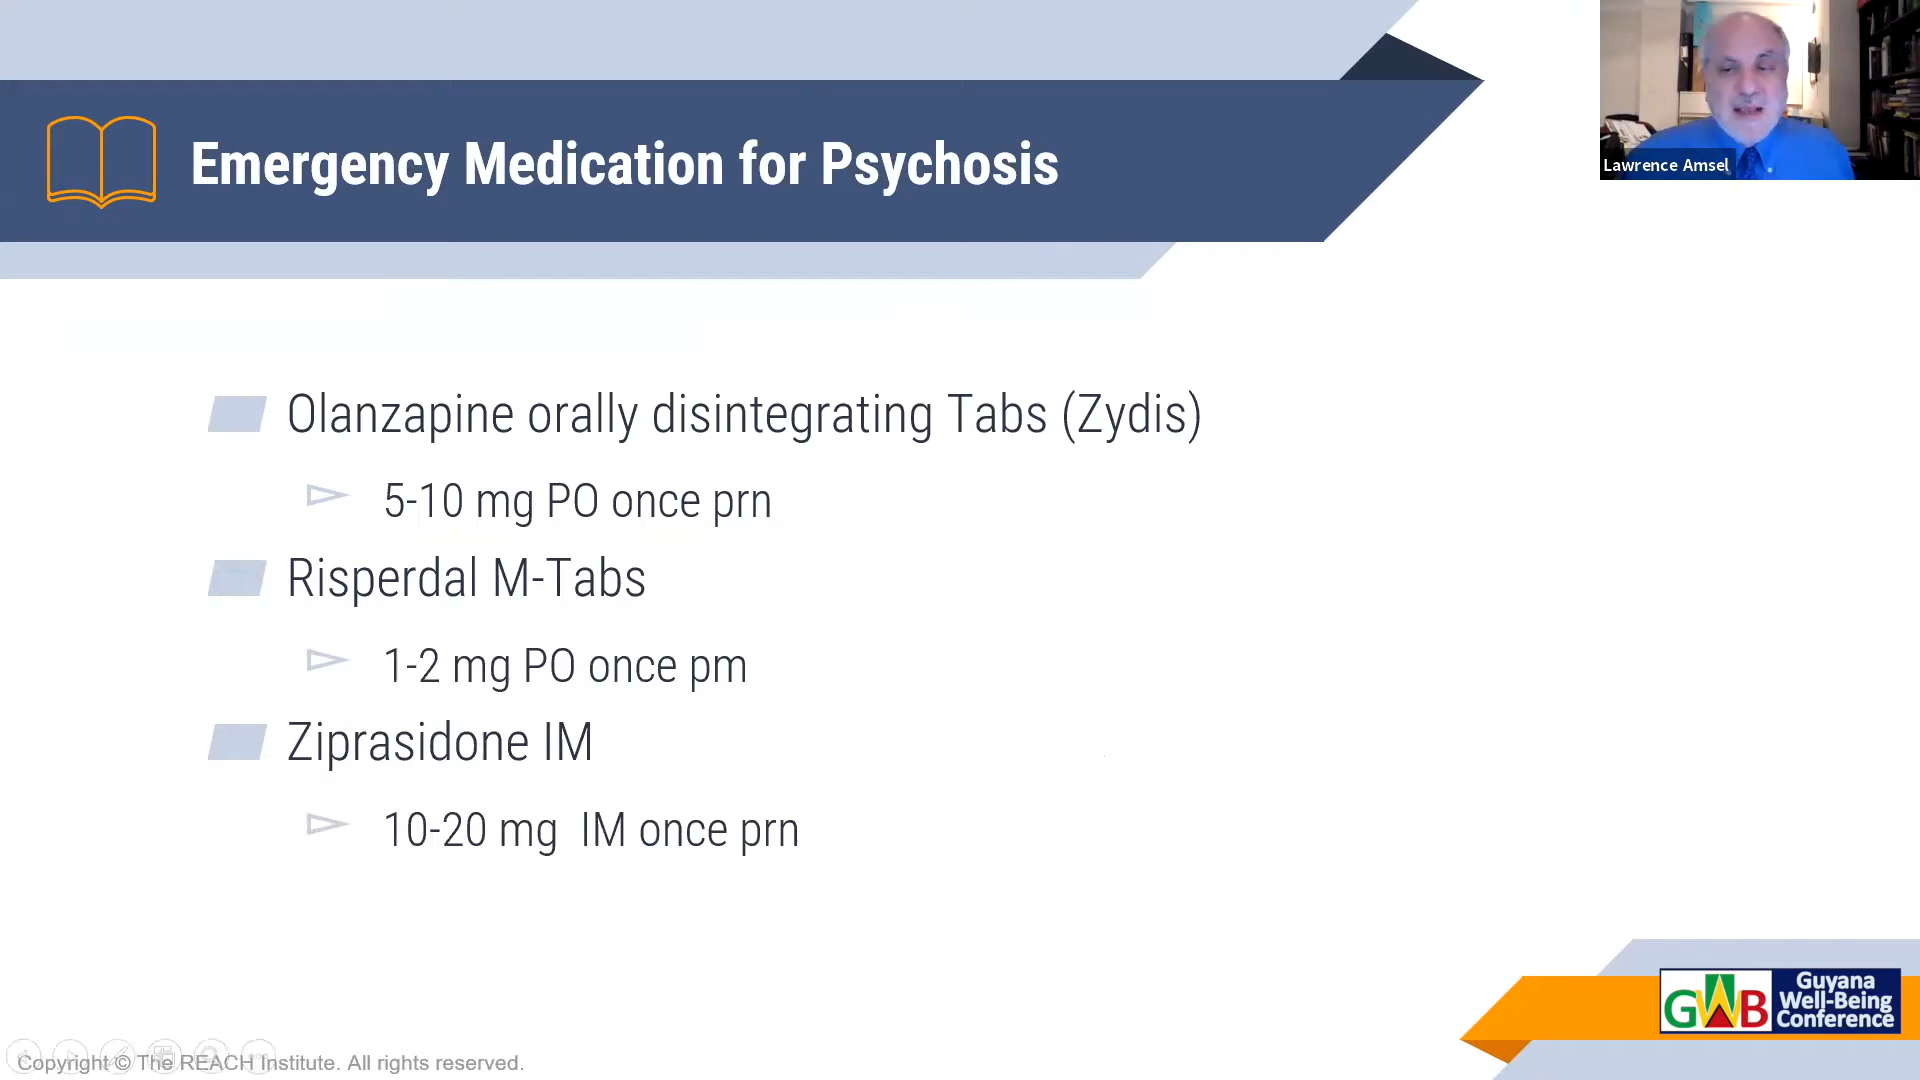 Emergency Medication for Psychosis
Lawrence Amsel
Olanzapine orally disintegrating Tabs (Zydis)
5-10 mg PO once prn
Risperdal M-Tabs
1-2 mg PO once pm
Ziprasidone IM
10-20 mg IM once prn
GWB
Guyana
Well-Being
Conference
Copyright © The REACH Institute. All rights reserved.